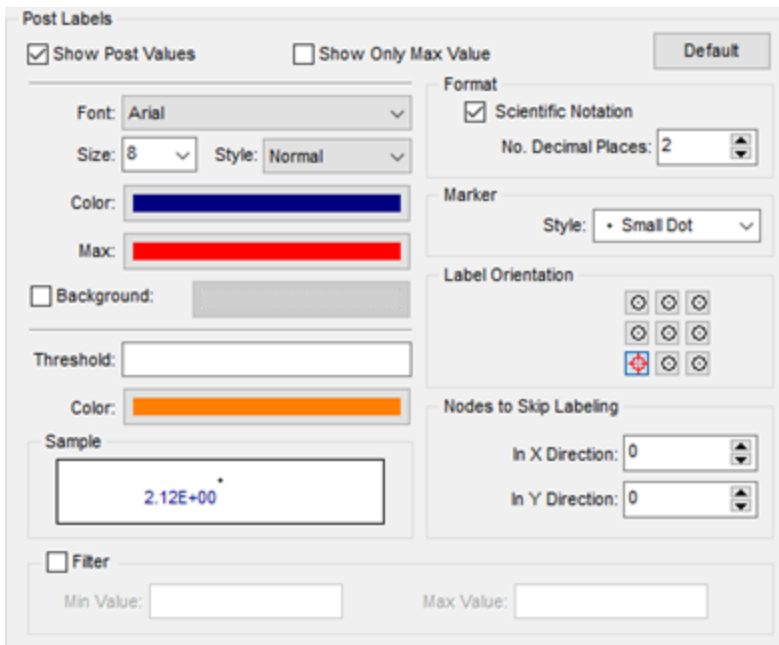 Post Labels
Show Post Values
Show Only Max Value
Default
Font: Arial
Size: 8 Style: Normal
Color:
Max:
Background:
Threshold:
Color:
Sample
2.12E+00
Format
Scientific Notation
No. Decimal Places: 2
Marker
Style: Small Dot
Label Orientation
Nodes to Skip Labeling
In X Direction: 0
In Y Direction: 0
Filter
Min Value:
Max Value: